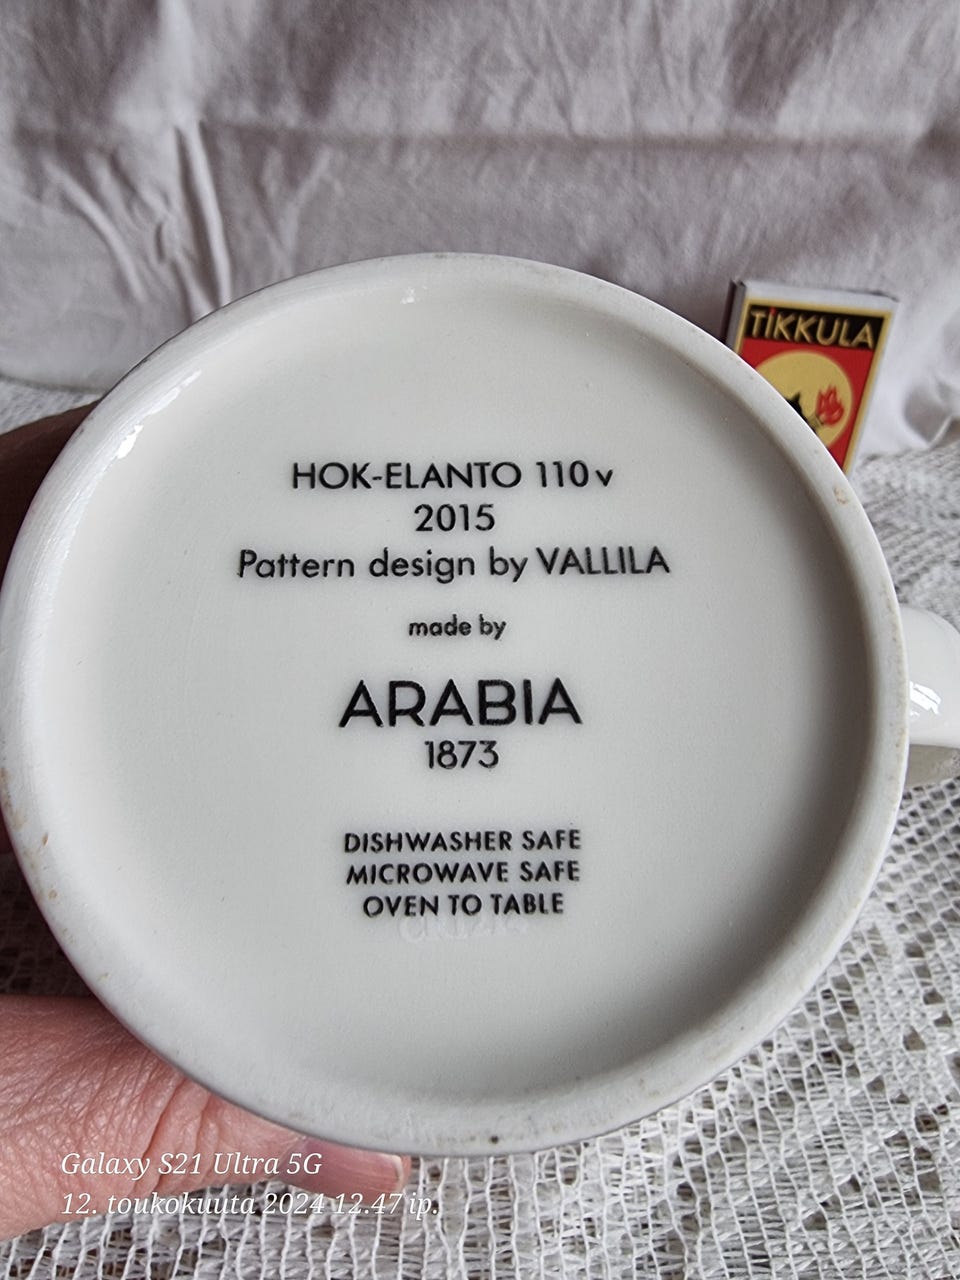 TIKKULA
HOK-ELANTO 110 v
2015
Pattern design by VALLILA
made by
ARABIA
1873
DISHWASHER SAFE
MICROWAVE SAFE
OVEN TO TABLE
Galaxy S21 Ultra 5G
12. toukokuuta 2024 12.47 ip.